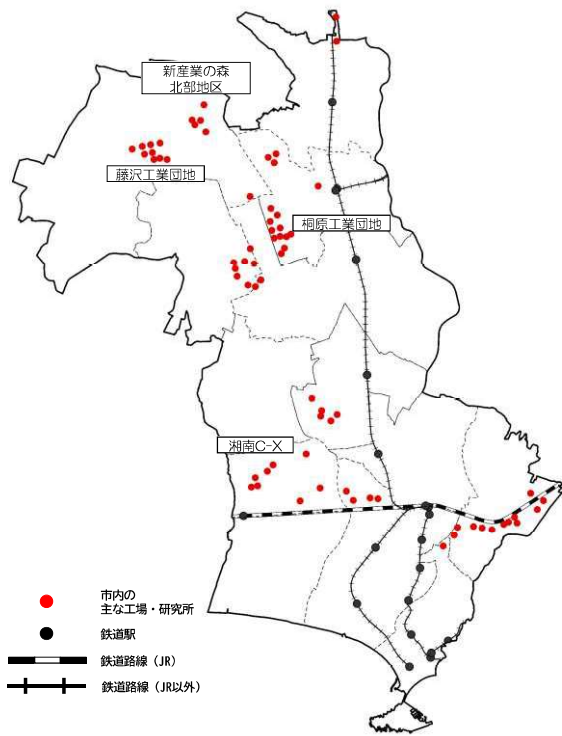 新産業の森
北部地区
藤沢工業団地
桐原工業団地
湘南C-X
市内の
主な工場・研究所
鉄道駅
鉄道路線（JR）
鉄道路線（JR以外）